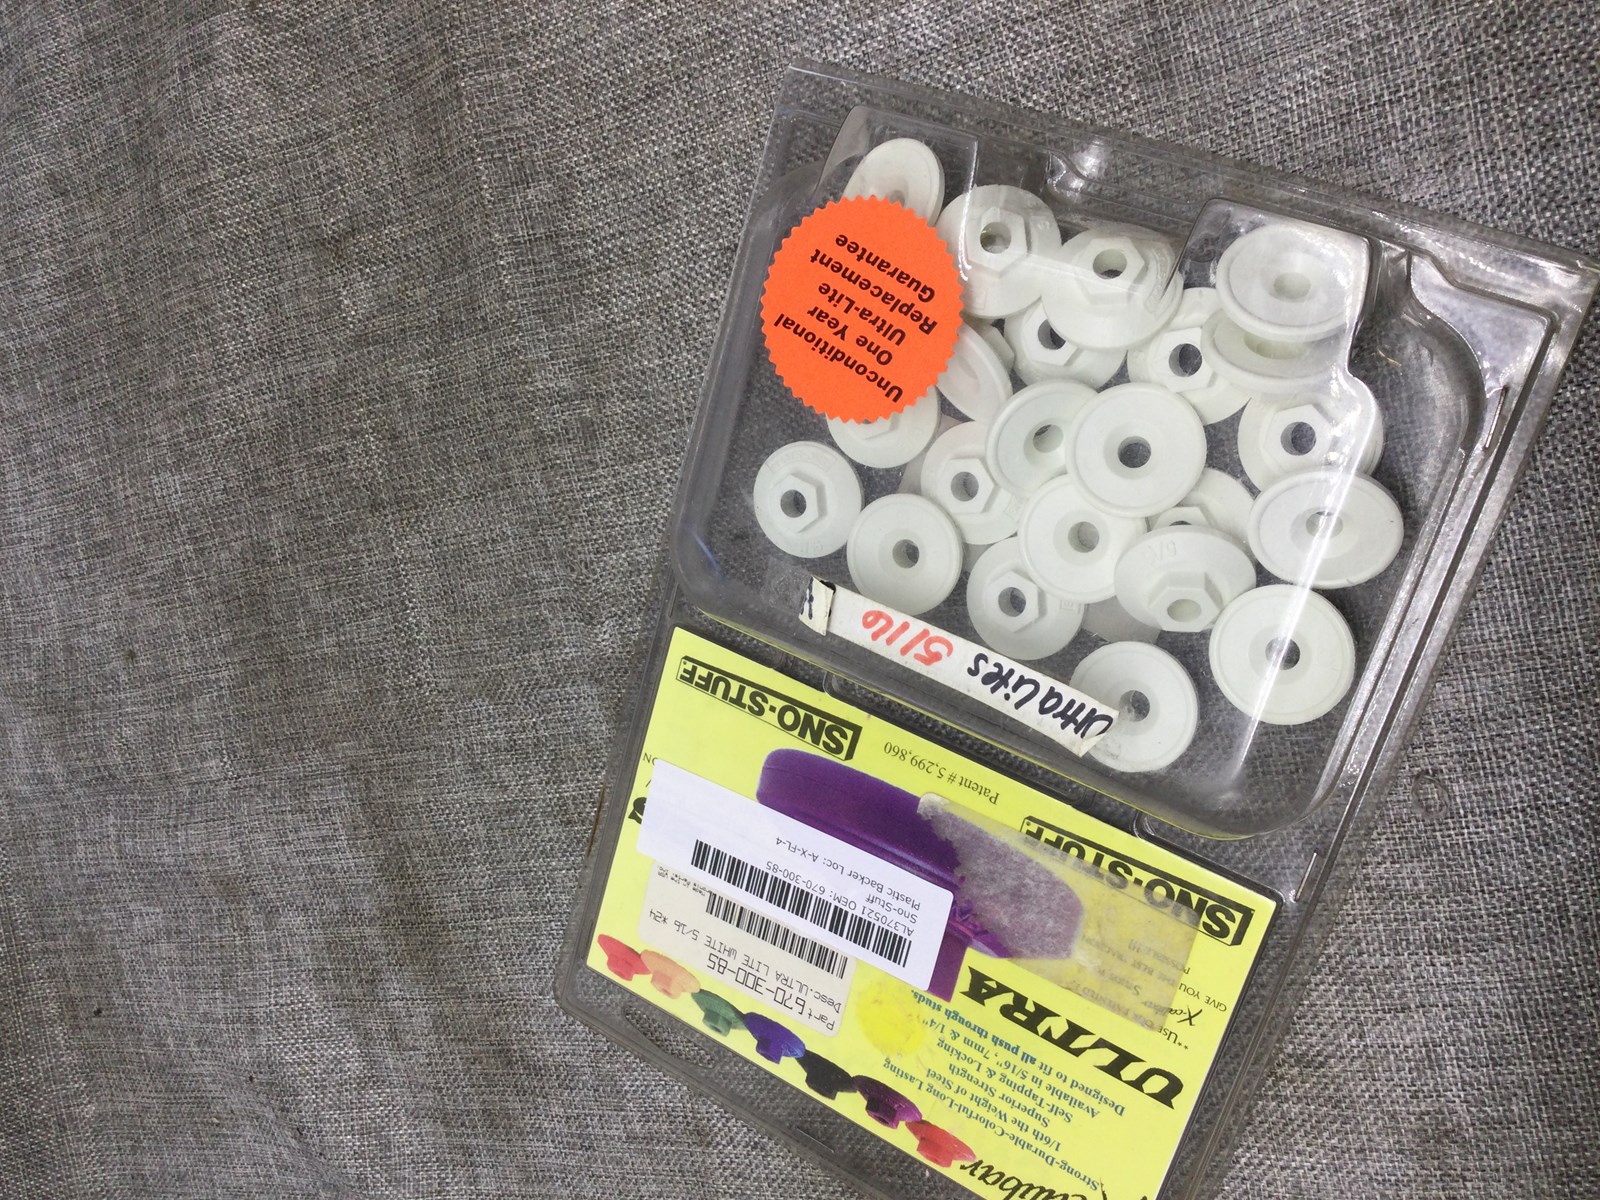 Unconditional
One Year
Ultra-Lite
Replacement
Guarantee
Ultra Lites 5/16
SNO-STUFF
SNO-STUFF
Patent # 5,299,860
AL370521 OEM: 670-300-85
Sno-Stuff
Plastic Backer Loc: A-X-FL-4
Part 670-300-85
Desc. ULTRA LITE WHITE 5/16 x24
ULTRA
**USE
GIVE YOU
Strong-Durable-Colorful-Long Lasting
1/6th the Weight of Steel
Superior Strength
Self-Tapping & Locking
Available in 5/16", 7mm & 1/4"
Designed to fit all push through studs.